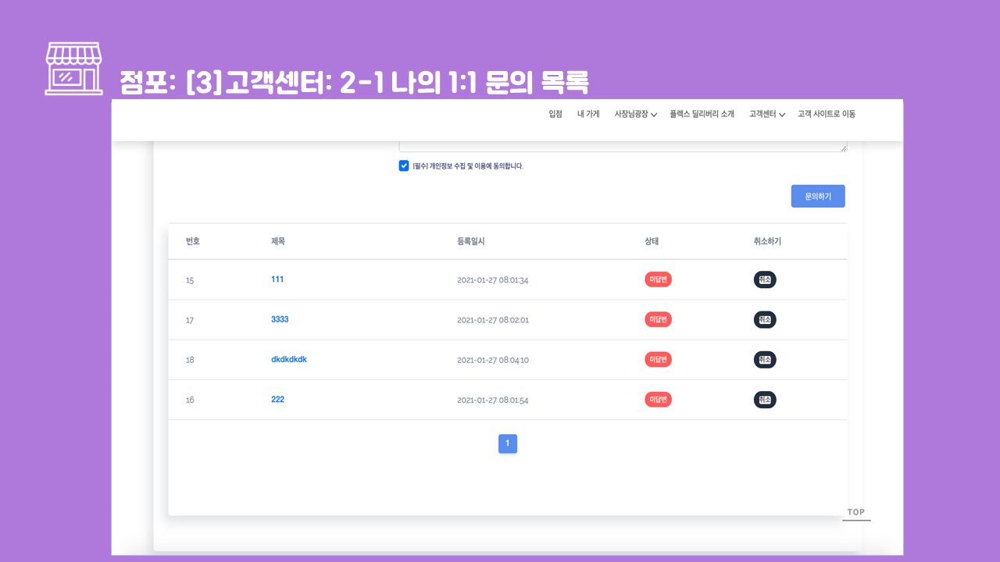 점포: [3]고객센터: 2-1 나의 1:1 문의 목록
입점 내 가게 사장님광장 플렉스 딜리버리 소개 고객센터 고객 사이트로 이동
[필수] 개인정보 수집 및 이용에 동의합니다.
문의하기
번호 제목 등록일시 상태 취소하기
15 111 2021-01-27 08:01:34 미답변 취소
17 3333 2021-01-27 08:02:01 미답변 취소
18 dkdkdkdk 2021-01-27 08:04:10 미답변 취소
16 222 2021-01-27 08:01:54 미답변 취소
1
TOP